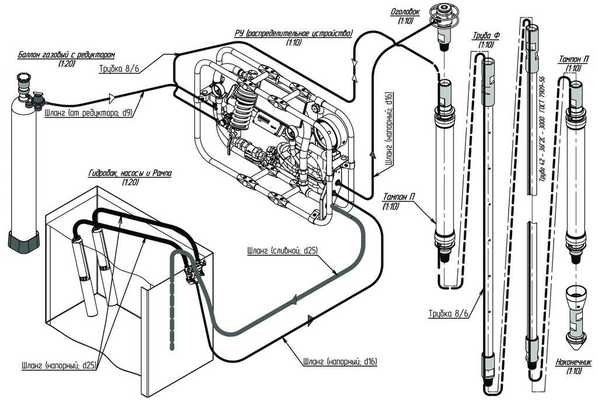 Оголовок
(1:10)
РУ (распределительное устройство)
(1:10)
Баллон газовый с редуктором
(1:20)
Трубка 8/6
Шланг (от редуктора, d9)
Труба Ф
(1:10)
Тампон П
(1:10)
Шланг (напорный, d16)
Труба 42 - 36Г2С - 3000 ГОСТ 7909-56
Гидробак, насосы и Рампа
(1:20)
Тампон П
(1:10)
Шланг (сливной, d25)
Трубка 8/6
Шланг (напорный, d25)
Шланг (напорный, d16)
Наконечник
(1:10)